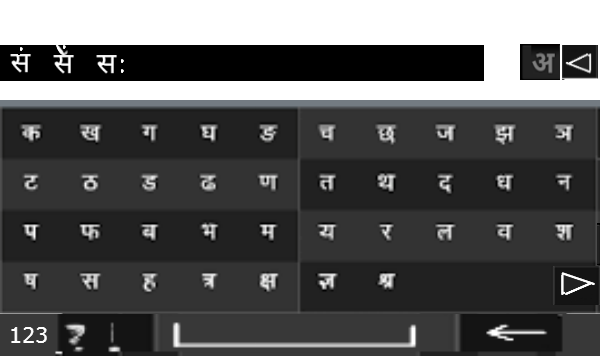 सं सँ सः अ
क ख ग घ ङ च छ ज झ ञ
ट ठ ड ढ ण त थ द ध न
प फ ब भ म य र ल व श
ष स ह त्र क्ष ज्ञ श्र
123 ? !